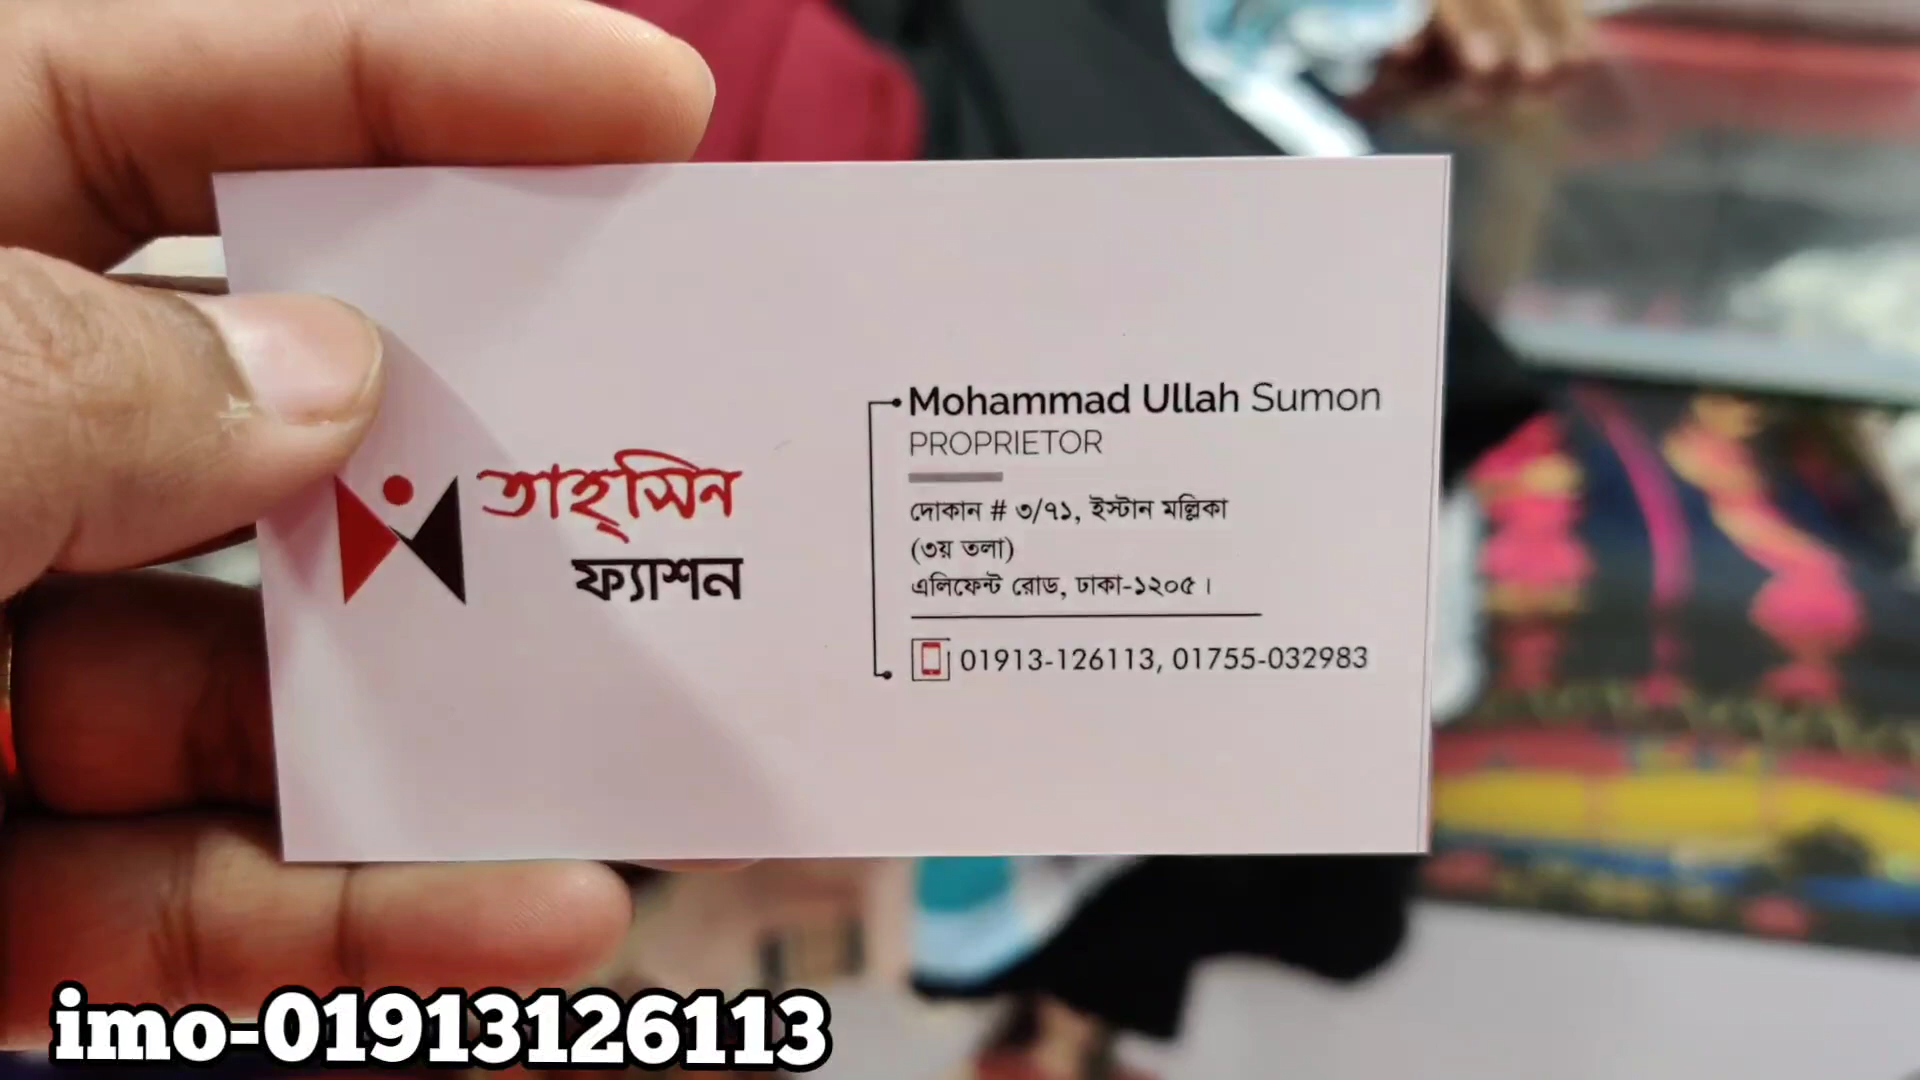 তাহ্সিন
ফ্যাশন
Mohammad Ullah Sumon
PROPRIETOR
দোকান # ৩/৭১, ইস্টান মল্লিকা
(৩য় তলা)
এলিফেন্ট রোড, ঢাকা-১২০৫।
01913-126113, 01755-032983
imo-01913126113